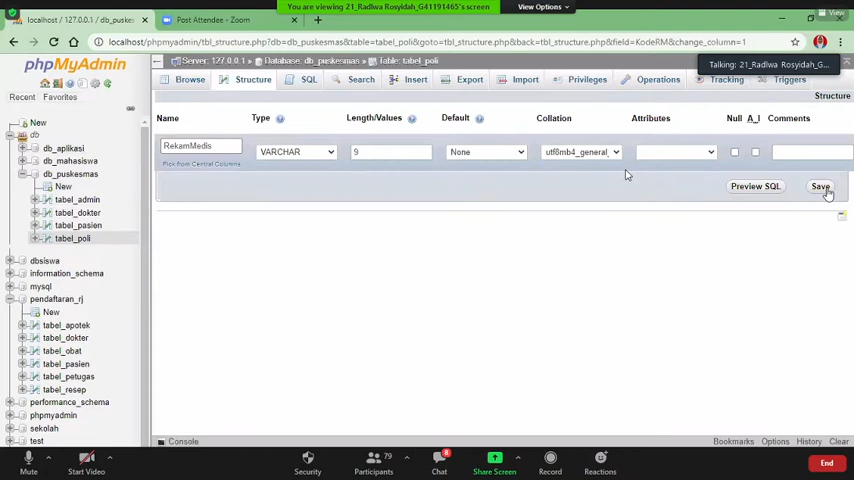 localhost / 127.0.0.1 / db_puskes
Post Attendee - Zoom
You are viewing 21_Radlwa Rosyidah_G41191465's screen
View Options
View
localhost/phpmyadmin/tbl_structure.php?db=db_puskesmas&table=tabel_poli&goto=tbl_structure.php&back=tbl_structure.php&field=KodeRM&change_column=1
Talking: 21_Radlwa Rosyidah_G...
phpMyAdmin
Server: 127.0.0.1 » Database: db_puskesmas » Table: tabel_poli
Browse Structure SQL Search Insert Export Import Privileges Operations Tracking Triggers
Recent Favorites
Structure
Name Type Length/Values Default Collation Attributes Null A_I Comments
RekamMedis VARCHAR 9 None utf8mb4_general_
Pick from Central Columns
Preview SQL Save
New
db
db_aplikasi
db_mahasiswa
db_puskesmas
New
tabel_admin
tabel_dokter
tabel_pasien
tabel_poli
dbsiswa
information_schema
mysql
pendaftaran_rj
New
tabel_apotek
tabel_dokter
tabel_obat
tabel_pasien
tabel_petugas
tabel_resep
performance_schema
phpmyadmin
sekolah
test
Console
Bookmarks Options History Clear
Mute Start Video Security Participants 79 Chat 8 Share Screen Record Reactions End